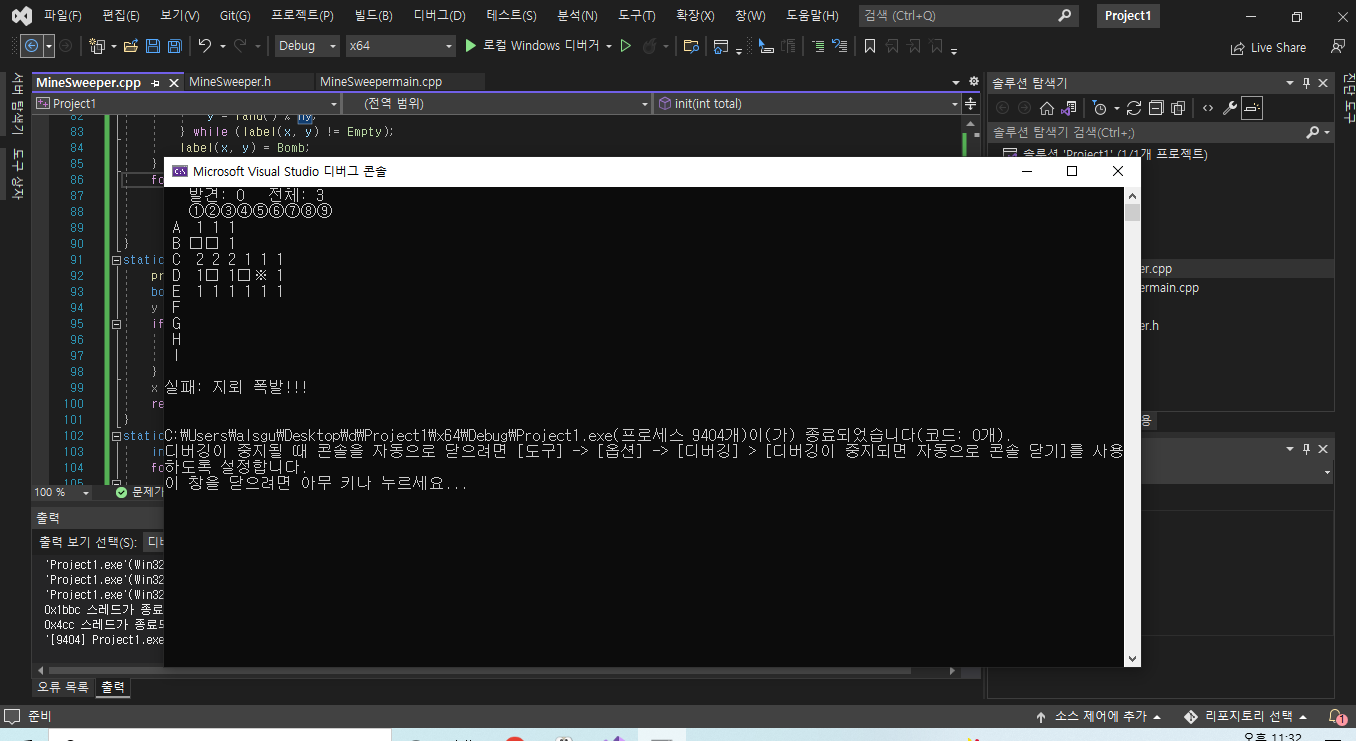 파일(F) 편집(E) 보기(V) Git(G) 프로젝트(P) 빌드(B) 디버그(D) 테스트(S) 분석(N) 도구(T) 확장(X) 창(W) 도움말(H) 검색 (Ctrl+Q) Project1
Debug x64 로컬 Windows 디버거 Live Share
서버 탐색기
도구 상자
진단 도구
MineSweeper.cpp MineSweeper.h MineSweepermain.cpp
Project1 (전역 범위) init(int total)
82 y = rand() % ny;
83 } while (label(x, y) != Empty);
84 label(x, y) = Bomb;
85 }
86 fo
87
88
89
90 }
91 static
92 pr
93 bo
94 y
95 if
96
97
98 }
99 x
100 re
101 }
102 static
103 in
104 fo
105
100 % 문제가
솔루션 탐색기
솔루션 탐색기 검색(Ctrl+;)
솔루션 'Project1' (1/1개 프로젝트)
er.cpp
ermain.cpp
er.h
용
Microsoft Visual Studio 디버그 콘솔
발견: 0 전체: 3
①②③④⑤⑥⑦⑧⑨
A 1 1 1
B □□ 1
C 2 2 2 1 1 1
D 1□ 1□※ 1
E 1 1 1 1 1 1
F
G
H
I
실패: 지뢰 폭발!!!
C:₩Users₩alsgu₩Desktop₩d₩Project1₩x64₩Debug₩Project1.exe(프로세스 9404개)이(가) 종료되었습니다(코드: 0개).
디버깅이 중지될 때 콘솔을 자동으로 닫으려면 [도구] -> [옵션] -> [디버깅] > [디버깅이 중지되면 자동으로 콘솔 닫기]를 사용
하도록 설정합니다.
이 창을 닫으려면 아무 키나 누르세요...
출력
출력 보기 선택(S): 디버
'Project1.exe'(Win32
'Project1.exe'(Win32
'Project1.exe'(Win32
0x1bbc 스레드가 종료
0x4cc 스레드가 종료되
'[9404] Project1.exe
오류 목록 출력
준비 소스 제어에 추가 리포지토리 선택 1
오후 11:32